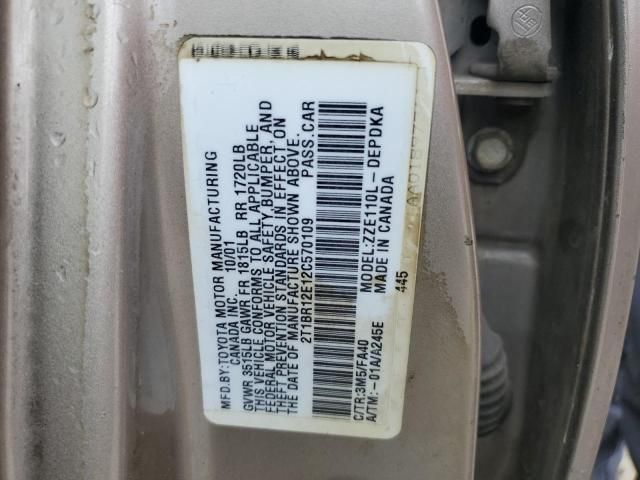 MFD.BY:TOYOTA MOTOR MANUFACTURING
CANADA INC. 10/01
GVWR 3515LB GAWR FR 1815LB RR 1720LB
THIS VEHICLE CONFORMS TO ALL APPLICABLE
FEDERAL MOTOR VEHICLE SAFETY, BUMPER, AND
THEFT PREVENTION STANDARDS IN EFFECT ON
THE DATE OF MANUFACTURE SHOWN ABOVE.
2T1BR12E12C570109 PASS.CAR
C/TR:3M5/FA40 MODEL:ZZE110L-DEPDKA
A/TM:-01A/A245E MADE IN CANADA
445